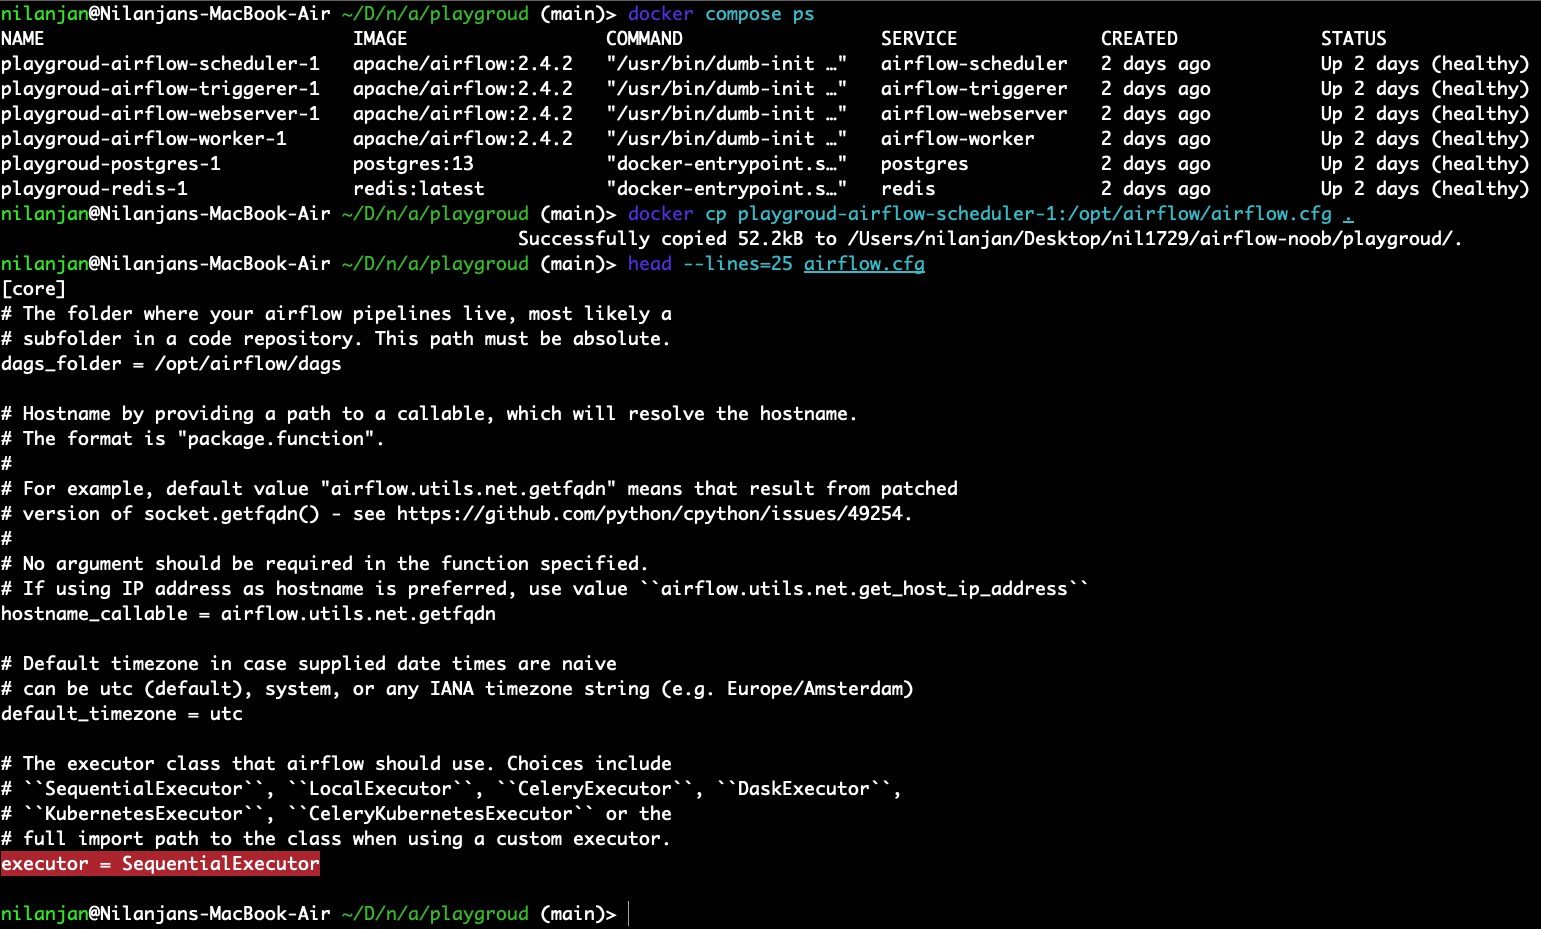 nilanjan@Nilanjans-MacBook-Air ~/D/n/a/playgroud (main)> docker compose ps
NAME IMAGE COMMAND SERVICE CREATED STATUS
playgroud-airflow-scheduler-1 apache/airflow:2.4.2 "/usr/bin/dumb-init …" airflow-scheduler 2 days ago Up 2 days (healthy)
playgroud-airflow-triggerer-1 apache/airflow:2.4.2 "/usr/bin/dumb-init …" airflow-triggerer 2 days ago Up 2 days (healthy)
playgroud-airflow-webserver-1 apache/airflow:2.4.2 "/usr/bin/dumb-init …" airflow-webserver 2 days ago Up 2 days (healthy)
playgroud-airflow-worker-1 apache/airflow:2.4.2 "/usr/bin/dumb-init …" airflow-worker 2 days ago Up 2 days (healthy)
playgroud-postgres-1 postgres:13 "docker-entrypoint.s…" postgres 2 days ago Up 2 days (healthy)
playgroud-redis-1 redis:latest "docker-entrypoint.s…" redis 2 days ago Up 2 days (healthy)
nilanjan@Nilanjans-MacBook-Air ~/D/n/a/playgroud (main)> docker cp playgroud-airflow-scheduler-1:/opt/airflow/airflow.cfg .
Successfully copied 52.2kB to /Users/nilanjan/Desktop/nil1729/airflow-noob/playgroud/.
nilanjan@Nilanjans-MacBook-Air ~/D/n/a/playgroud (main)> head --lines=25 airflow.cfg
[core]
# The folder where your airflow pipelines live, most likely a
# subfolder in a code repository. This path must be absolute.
dags_folder = /opt/airflow/dags
# Hostname by providing a path to a callable, which will resolve the hostname.
# The format is "package.function".
#
# For example, default value "airflow.utils.net.getfqdn" means that result from patched
# version of socket.getfqdn() - see https://github.com/python/cpython/issues/49254.
#
# No argument should be required in the function specified.
# If using IP address as hostname is preferred, use value ``airflow.utils.net.get_host_ip_address``
hostname_callable = airflow.utils.net.getfqdn
# Default timezone in case supplied date times are naive
# can be utc (default), system, or any IANA timezone string (e.g. Europe/Amsterdam)
default_timezone = utc
# The executor class that airflow should use. Choices include
# ``SequentialExecutor``, ``LocalExecutor``, ``CeleryExecutor``, ``DaskExecutor``,
# ``KubernetesExecutor``, ``CeleryKubernetesExecutor`` or the
# full import path to the class when using a custom executor.
executor = SequentialExecutor
nilanjan@Nilanjans-MacBook-Air ~/D/n/a/playgroud (main)>